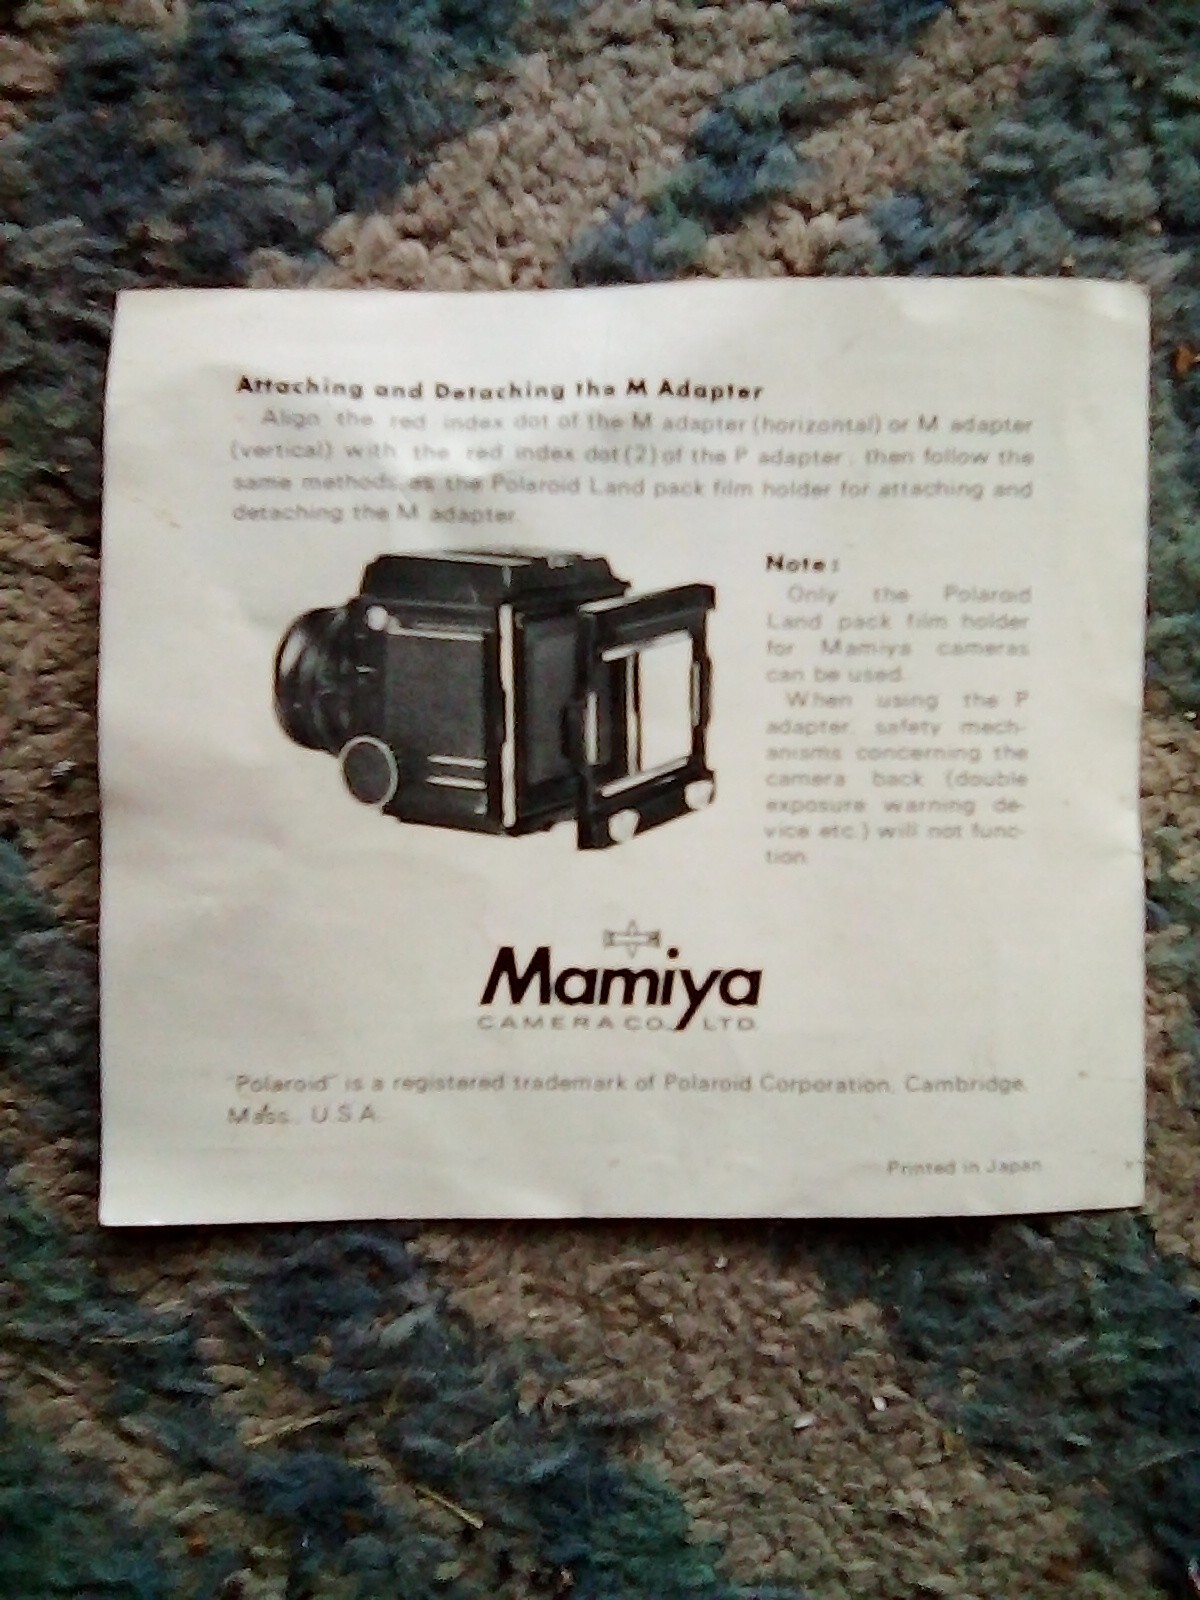 Attaching and Detaching the M Adapter
Align the red index dot of the M adapter (horizontal) or M adapter
(vertical) with the red index dot (2) of the P adapter, then follow the
same methods as the Polaroid Land pack film holder for attaching and
detaching the M adapter.
Note:
Only the Polaroid
Land pack film holder
for Mamiya cameras
can be used.
When using the P
adapter, safety mech-
anisms concerning the
camera back (double
exposure warning de-
vice etc.) will not func-
tion.
Mamiya
CAMERA CO., LTD.
"Polaroid" is a registered trademark of Polaroid Corporation, Cambridge,
Mass., U.S.A.
Printed in Japan